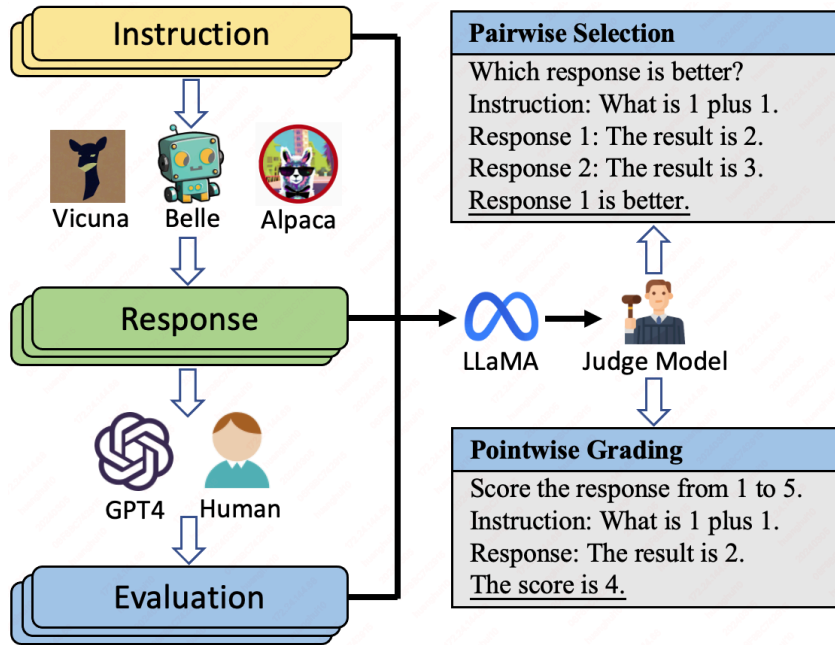 Instruction
Vicuna
Belle
Alpaca
Response
GPT4
Human
Evaluation
LLaMA
Judge Model
Pairwise Selection
Which response is better?
Instruction: What is 1 plus 1.
Response 1: The result is 2.
Response 2: The result is 3.
Response 1 is better.
Pointwise Grading
Score the response from 1 to 5.
Instruction: What is 1 plus 1.
Response: The result is 2.
The score is 4.